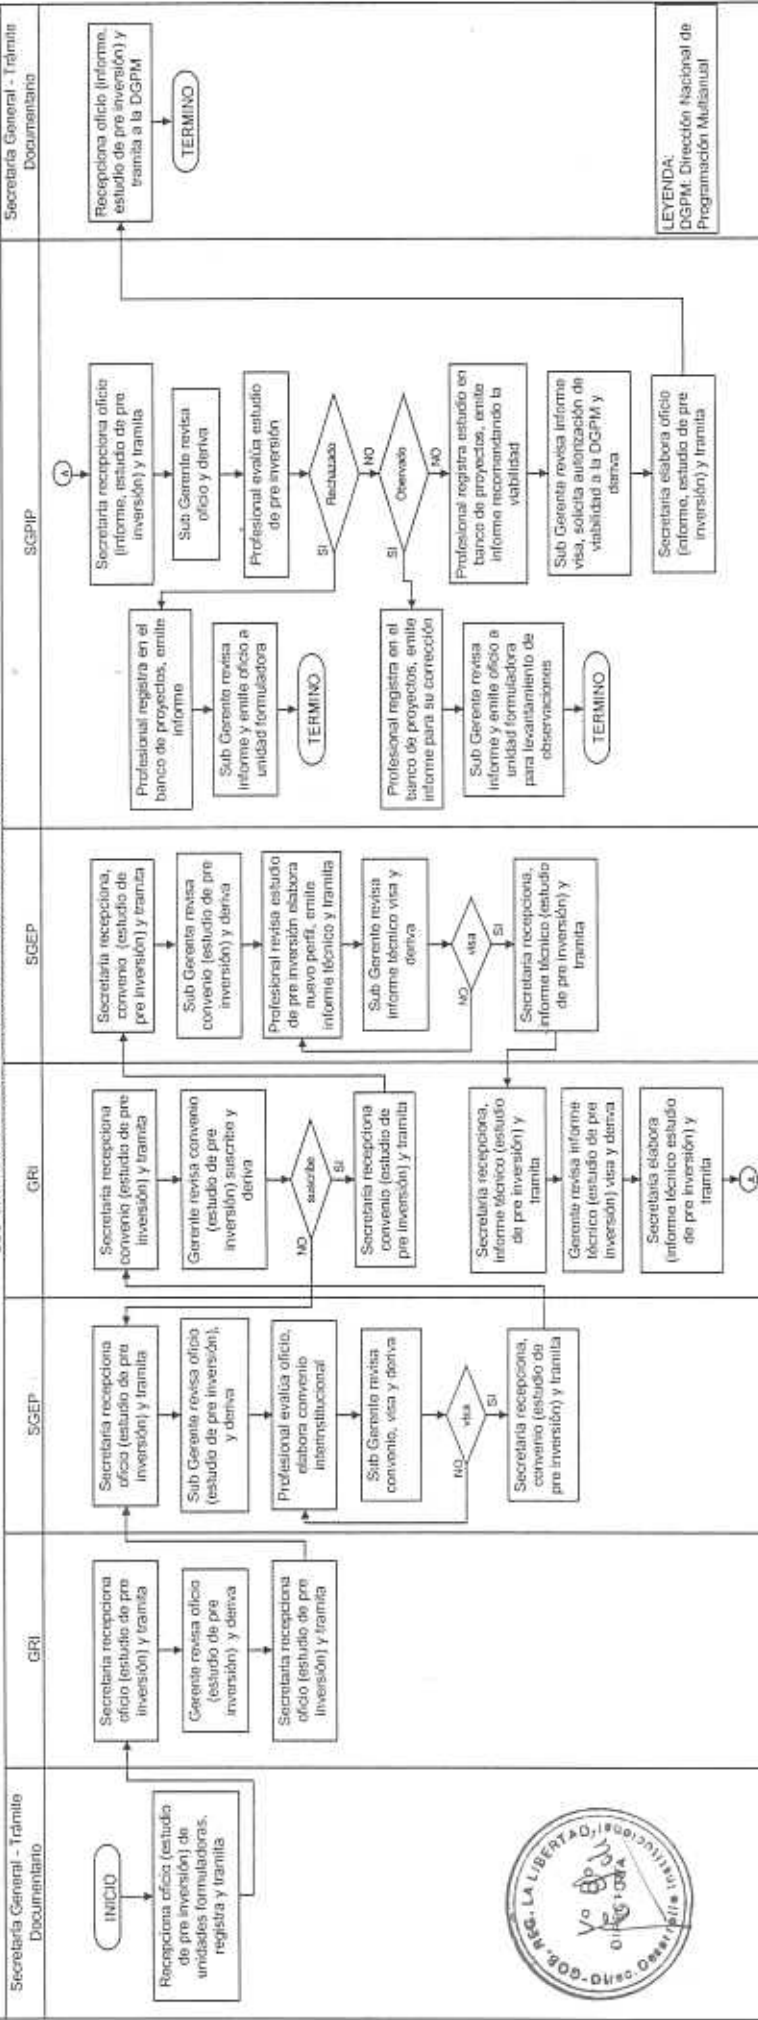 Secretaría General - Trámite
Documentario
INICIO
Recepciona oficio (estudio
de pre inversión) de
unidades formuladoras,
registra y tramita
GOB. REG. LA LIBERTAD
Vo Bo
GRI
Secretaria recepciona
oficio (estudio de pre
inversión) y tramita
Gerente revisa oficio
(estudio de pre
inversión) y deriva
Secretaria recepciona
oficio (estudio de pre
inversión) y tramita
SGEP
Secretaria recepciona
oficio (estudio de pre
inversión) y tramita
Sub Gerente revisa oficio
(estudio de pre inversión),
y deriva
Profesional evalúa oficio,
elabora convenio
interinstitucional
Sub Gerente revisa
convenio, visa y deriva
visa
NO
SI
Secretaria recepciona,
convenio (estudio de
pre inversión) y tramita
GRI
Secretaria recepciona
convenio (estudio de pre
inversión) y tramita
Gerente revisa convenio
(estudio de pre
inversión) suscribe y
deriva
suscribe
NO
SI
Secretaria recepciona
convenio (estudio de
pre inversión) y tramita
Secretaria recepciona,
informe técnico (estudio
de pre inversión) y
tramita
Gerente revisa informe
técnico (estudio de pre
inversión) visa y deriva
Secretaria elabora
(informe técnico estudio
de pre inversión) y
tramita
A
SGEP
Secretaria recepciona,
convenio (estudio de
pre inversión) y tramita
Sub Gerente revisa
convenio (estudio de pre
inversión) y deriva
Profesional revisa estudio
de pre inversión elabora
nuevo perfil, emite
informe técnico y tramita
Sub Gerente revisa
informe técnico visa y
deriva
visa
NO
SI
Secretaria recepciona,
informe técnico (estudio
de pre inversión) y
tramita
SGPIP
A
Secretaria recepciona oficio
(informe, estudio de pre
inversión) y tramita
Sub Gerente revisa
oficio y deriva
Profesional evalúa estudio
de pre inversión
Rechazado
SI
NO
Profesional registra en el
banco de proyectos, emite
informe
Sub Gerente revisa
informe y emite oficio a
unidad formuladora
TERMINO
Obervado
SI
NO
Profesional registra en el
banco de proyectos, emite
informe para su corrección
Sub Gerente revisa
informe y emite oficio a
unidad formuladora
para levantamiento de
observaciones
TERMINO
Profesional registra estudio en
banco de proyectos, emite
informe recomendando la
viabilidad
Sub Gerente revisa informe
visa, solicita autorización de
viabilidad a la DGPM y
deriva
Secretaria elabora oficio
(informe, estudio de pre
inversión) y tramita
Secretaría General - Trámite
Documentario
Recepciona oficio (informe,
estudio de pre inversión) y
tramita a la DGPM
TERMINO
LEYENDA:
DGPM: Dirección Nacional de
Programación Multianual